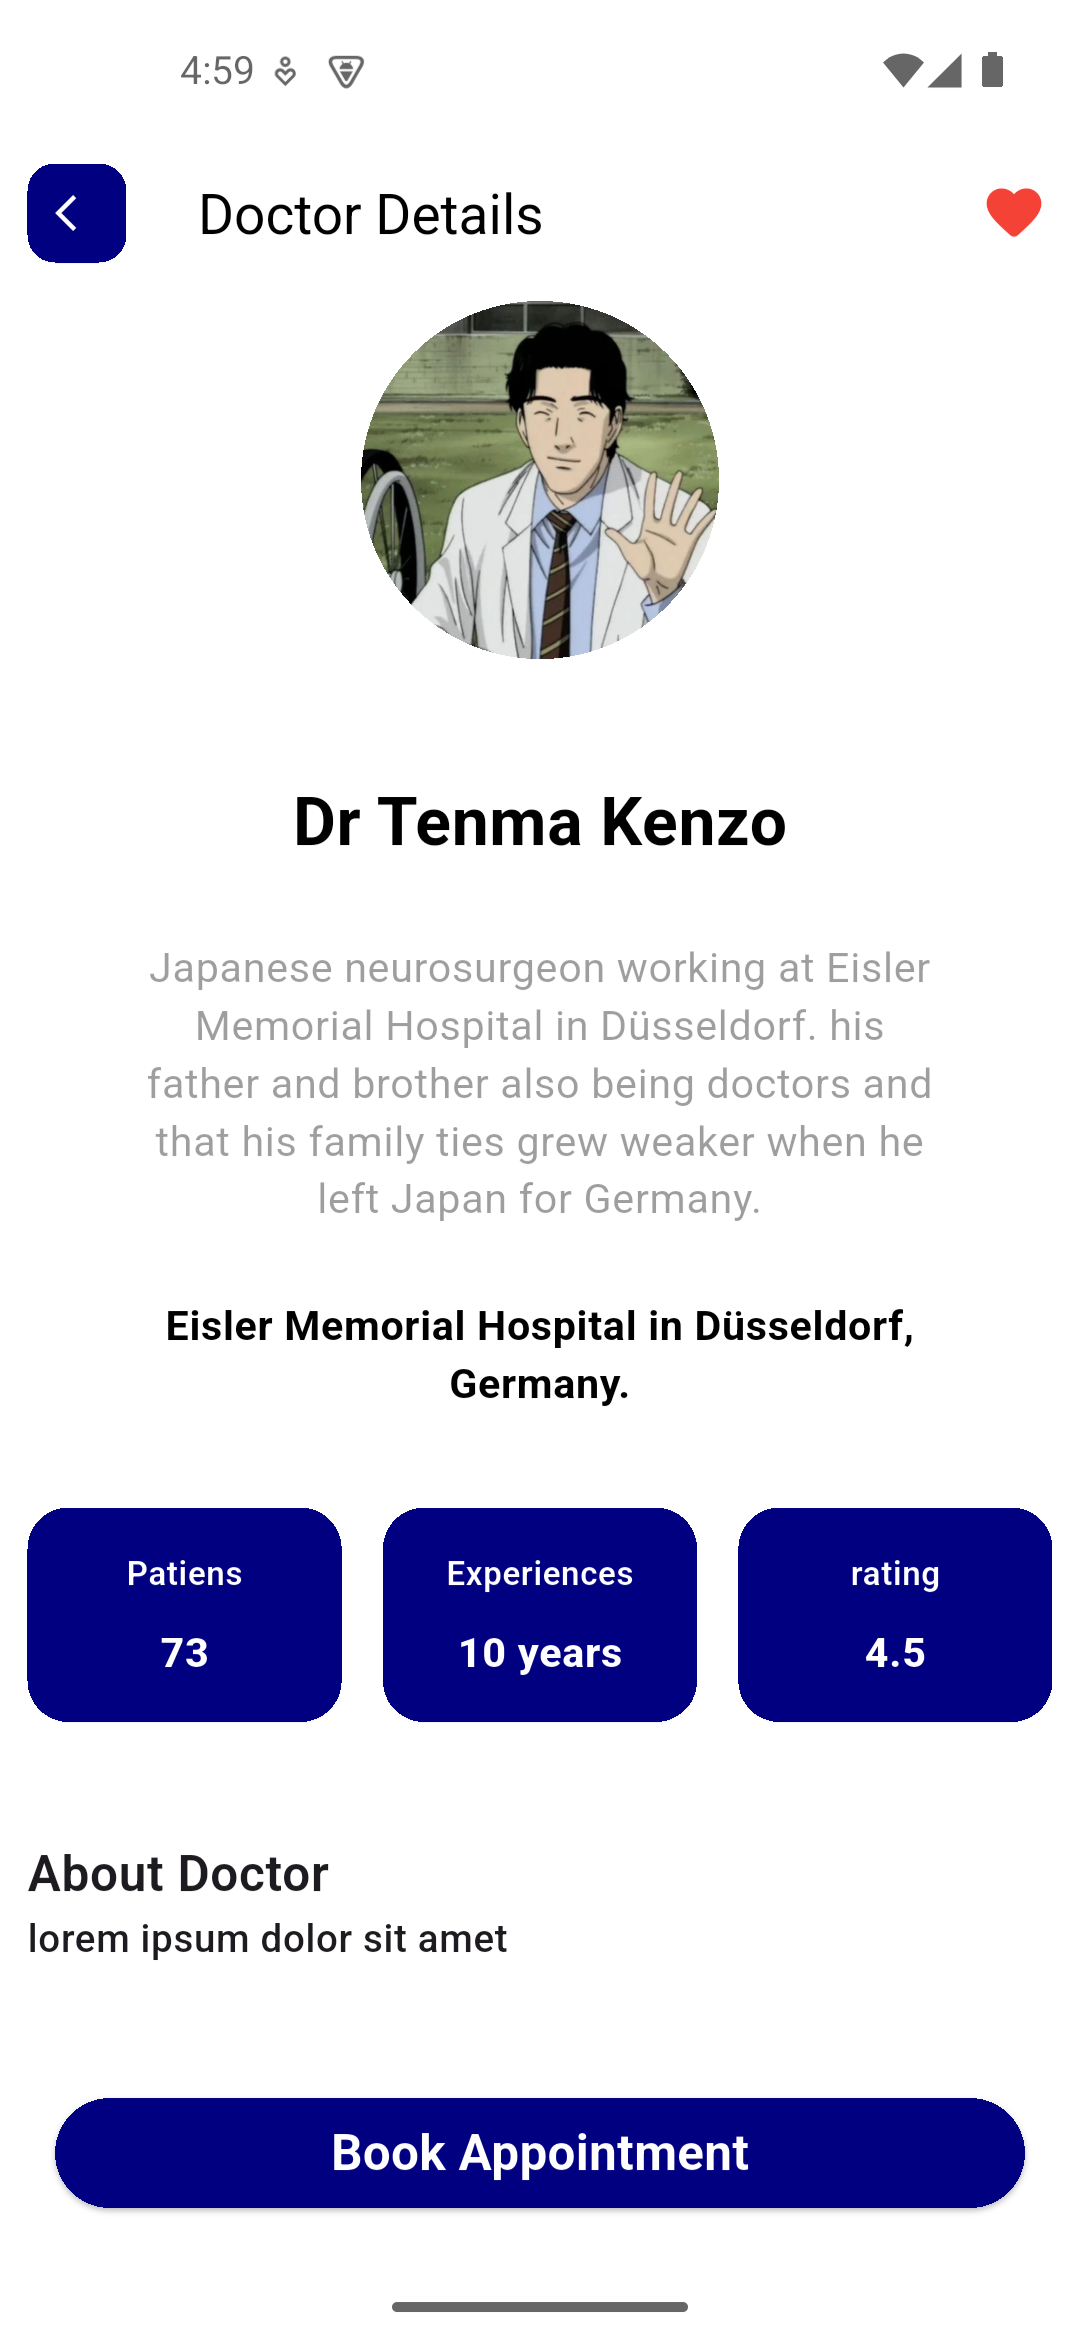 4:59
Doctor Details
Dr Tenma Kenzo
Japanese neurosurgeon working at Eisler
Memorial Hospital in Düsseldorf. his
father and brother also being doctors and
that his family ties grew weaker when he
left Japan for Germany.
Eisler Memorial Hospital in Düsseldorf,
Germany.
Patiens
73
Experiences
10 years
rating
4.5
About Doctor
lorem ipsum dolor sit amet
Book Appointment